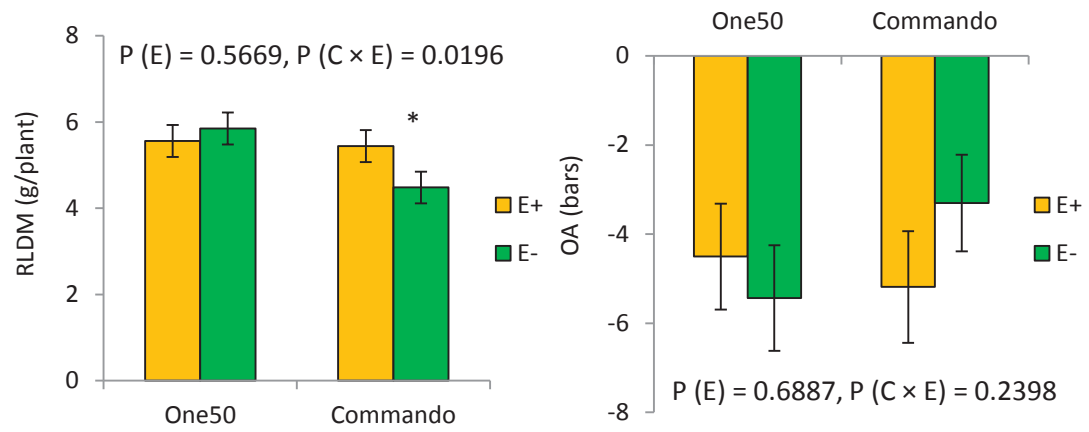 8
6
4
2
0
RLDM (g/plant)
P (E) = 0.5669, P (C × E) = 0.0196
*
One50
Commando
E+
E-
One50
Commando
0
-2
-4
-6
-8
OA (bars)
E+
E-
P (E) = 0.6887, P (C × E) = 0.2398